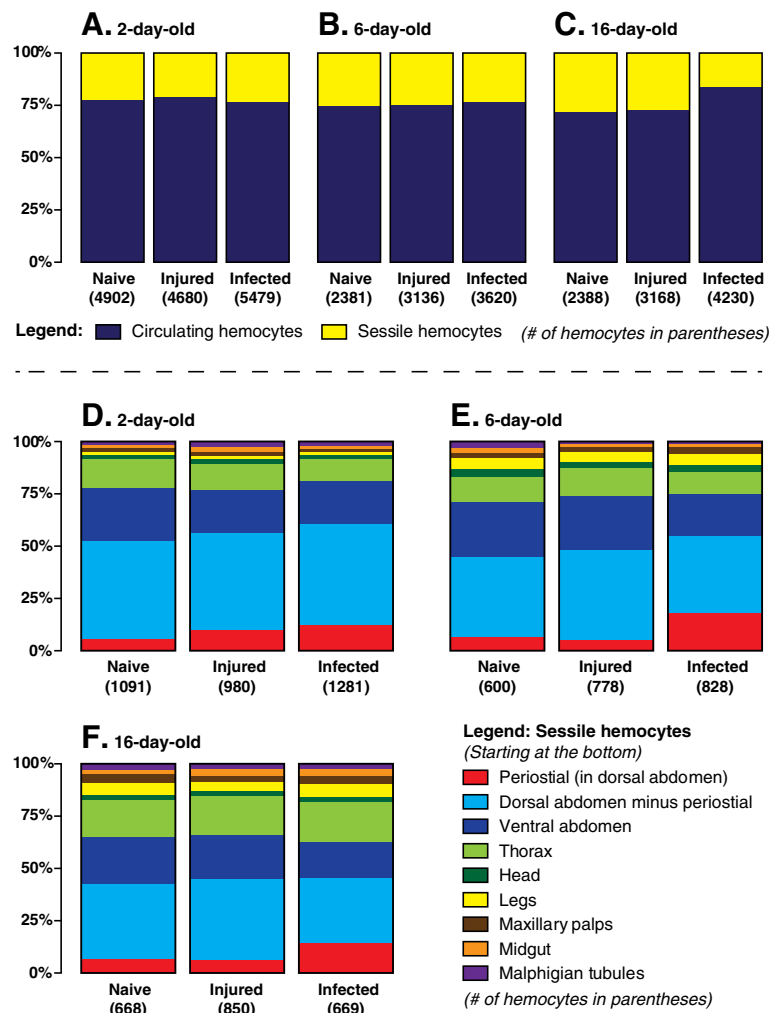 A. 2-day-old
B. 6-day-old
C. 16-day-old
100%
75%
50%
25%
0%
Naive Injured Infected
(4902) (4680) (5479)
Naive Injured Infected
(2381) (3136) (3620)
Naive Injured Infected
(2388) (3168) (4230)
Legend: Circulating hemocytes Sessile hemocytes (# of hemocytes in parentheses)
D. 2-day-old
E. 6-day-old
100%
75%
50%
25%
0%
Naive Injured Infected
(1091) (980) (1281)
100%
75%
50%
25%
0%
Naive Injured Infected
(600) (778) (828)
F. 16-day-old
100%
75%
50%
25%
0%
Naive Injured Infected
(668) (850) (669)
Legend: Sessile hemocytes
(Starting at the bottom)
Periostial (in dorsal abdomen)
Dorsal abdomen minus periostial
Ventral abdomen
Thorax
Head
Legs
Maxillary palps
Midgut
Malphigian tubules
(# of hemocytes in parentheses)